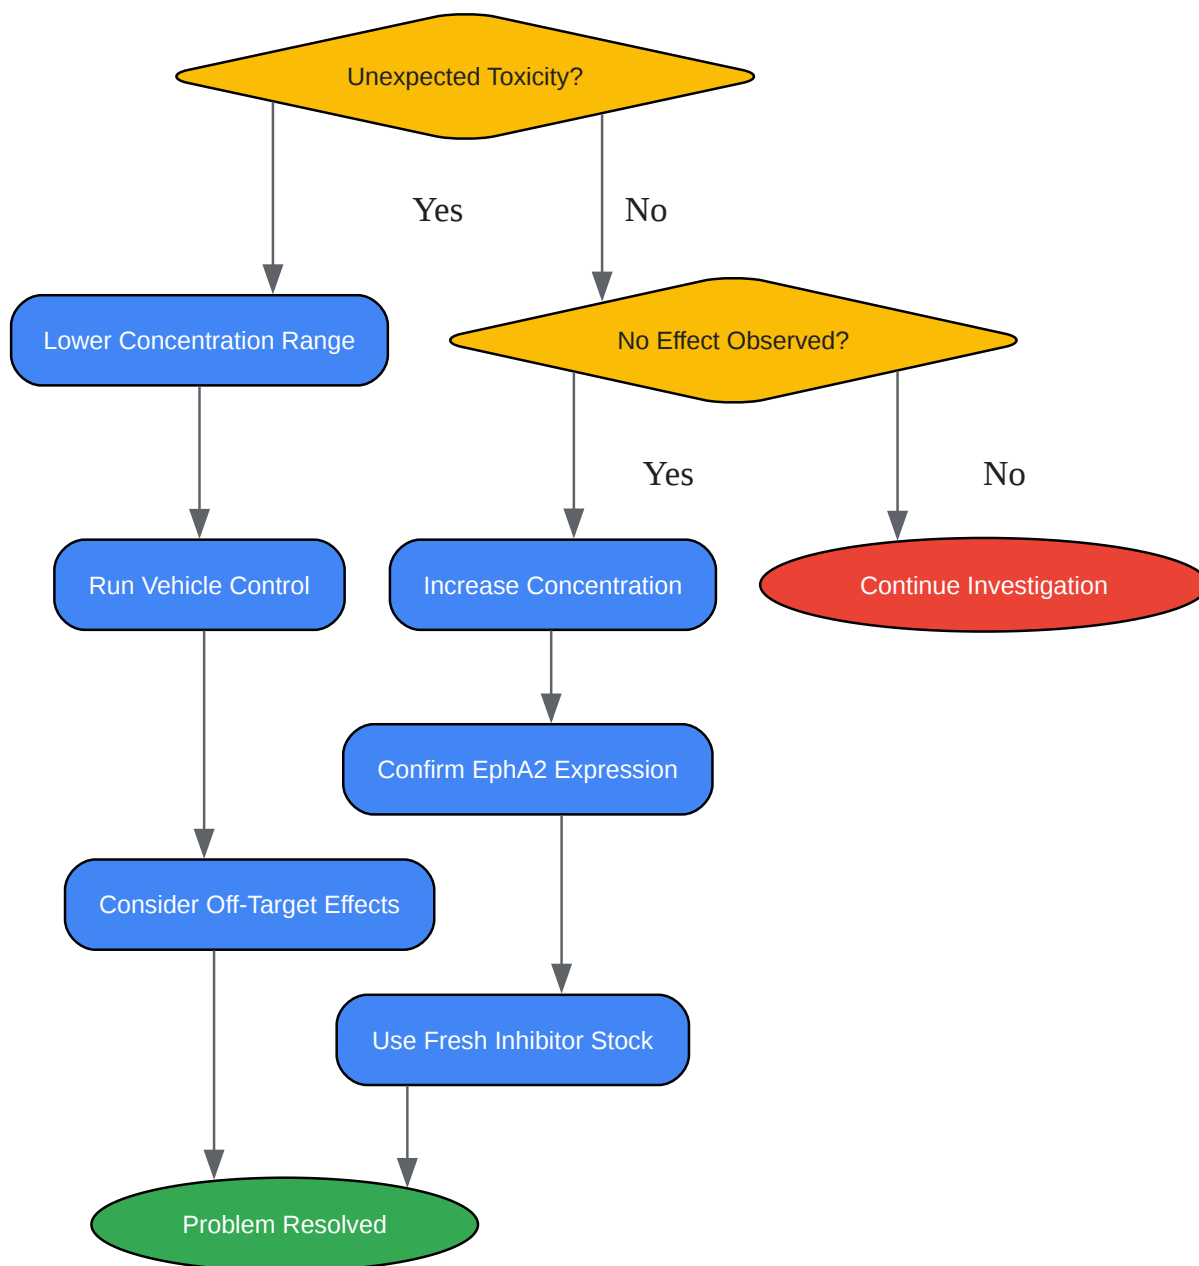 Unexpected Toxicity?
Yes
No
Lower Concentration Range
No Effect Observed?
Yes
No
Run Vehicle Control
Increase Concentration
Continue Investigation
Confirm EphA2 Expression
Consider Off-Target Effects
Use Fresh Inhibitor Stock
Problem Resolved